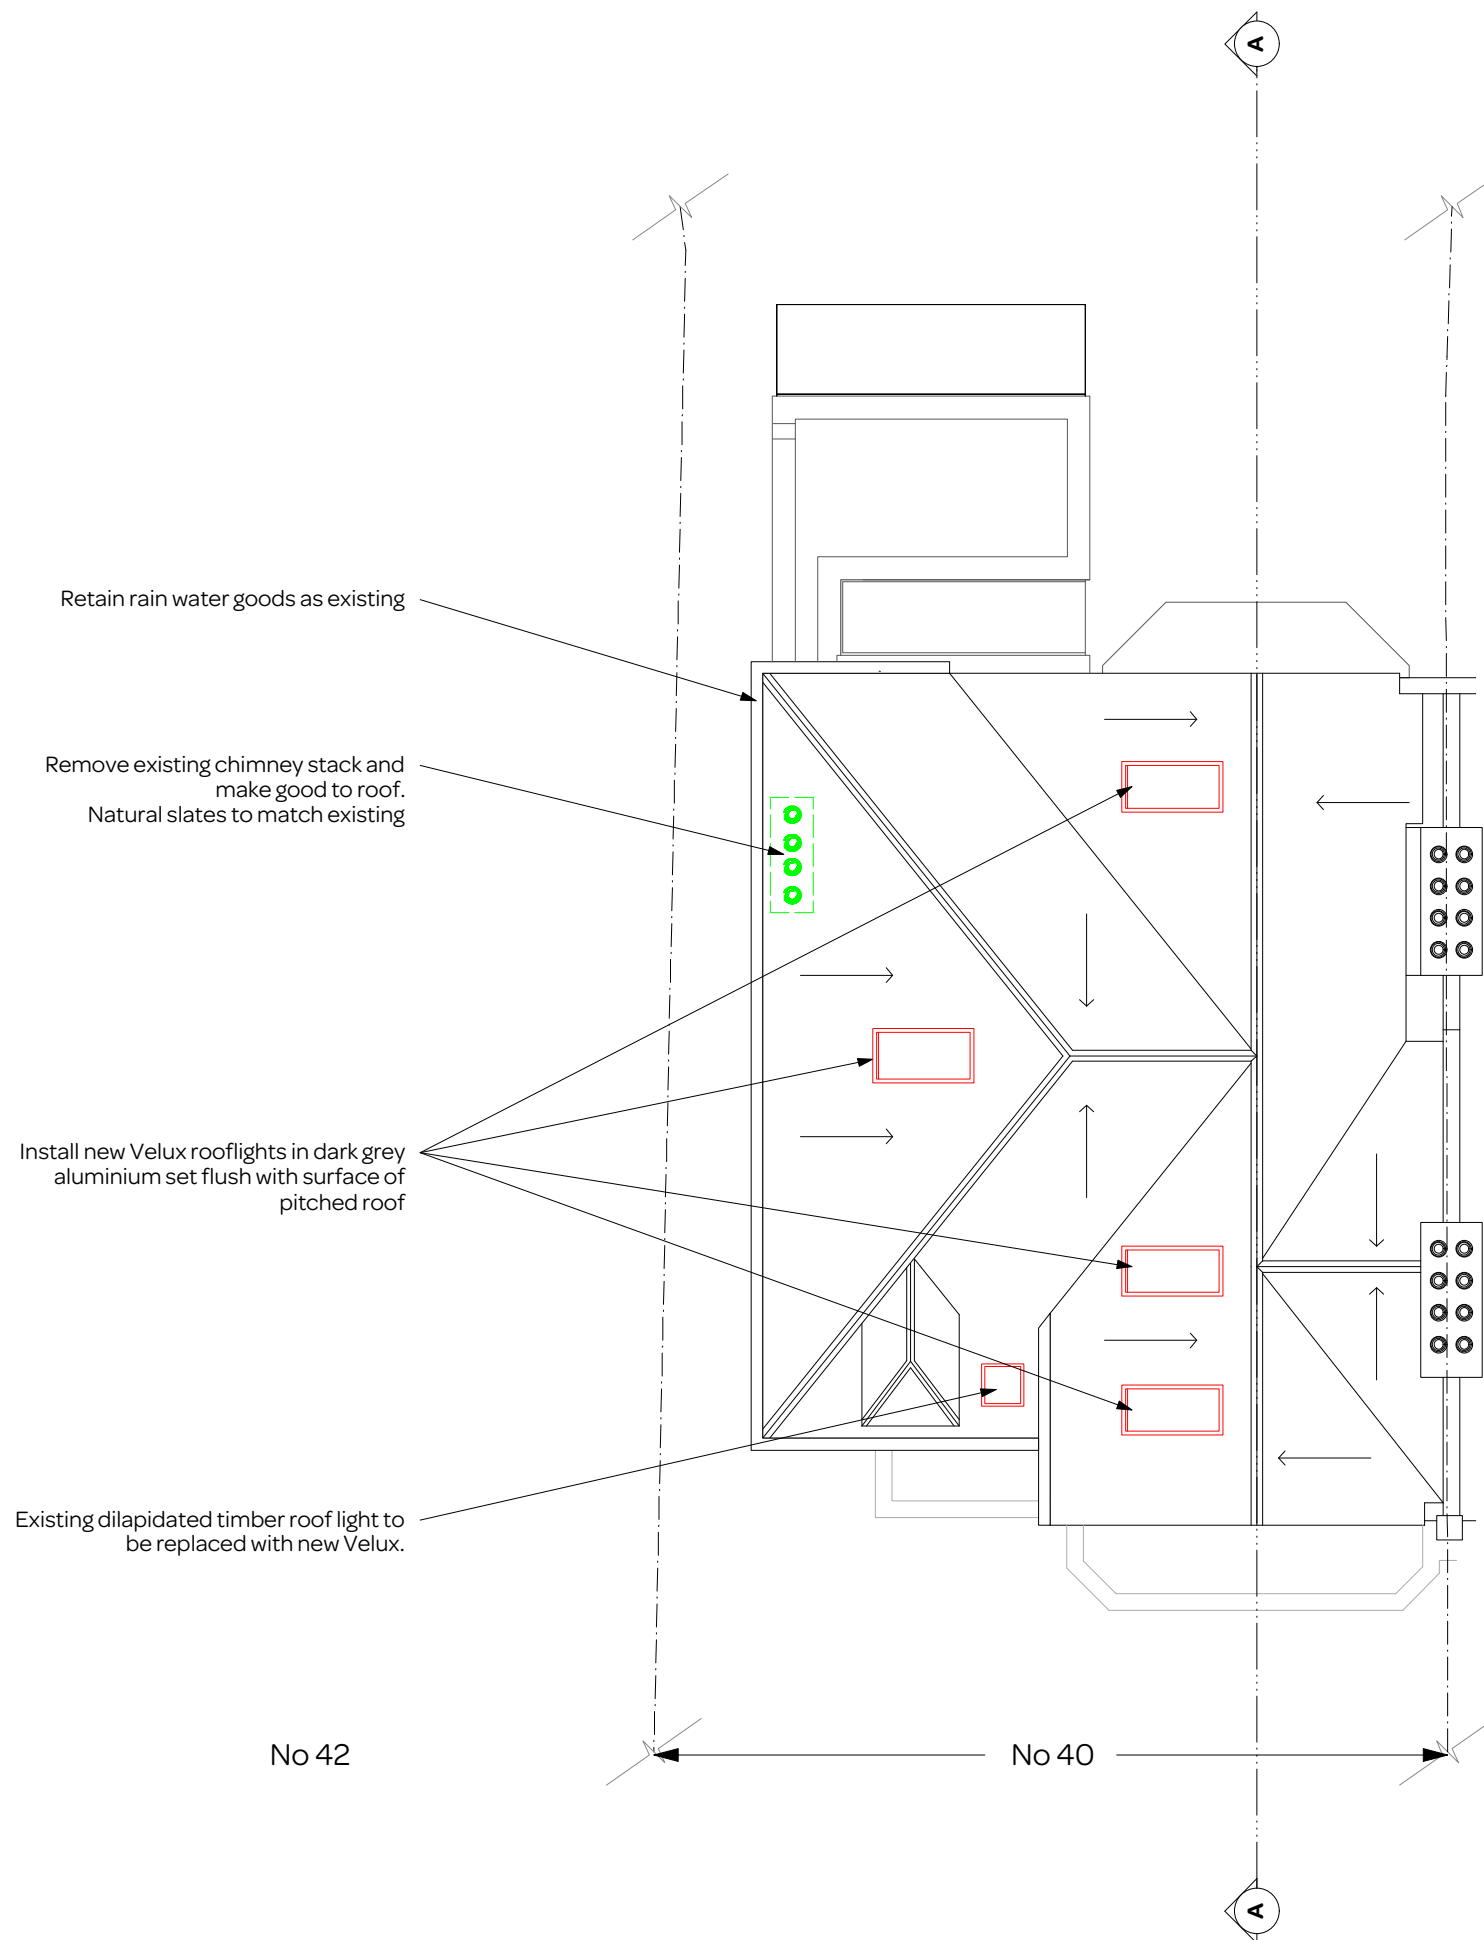 A
Retain rain water goods as existing
Remove existing chimney stack and
make good to roof.
Natural slates to match existing
Install new Velux rooflights in dark grey
aluminium set flush with surface of
pitched roof
Existing dilapidated timber roof light to
be replaced with new Velux.
No 42
No 40
A